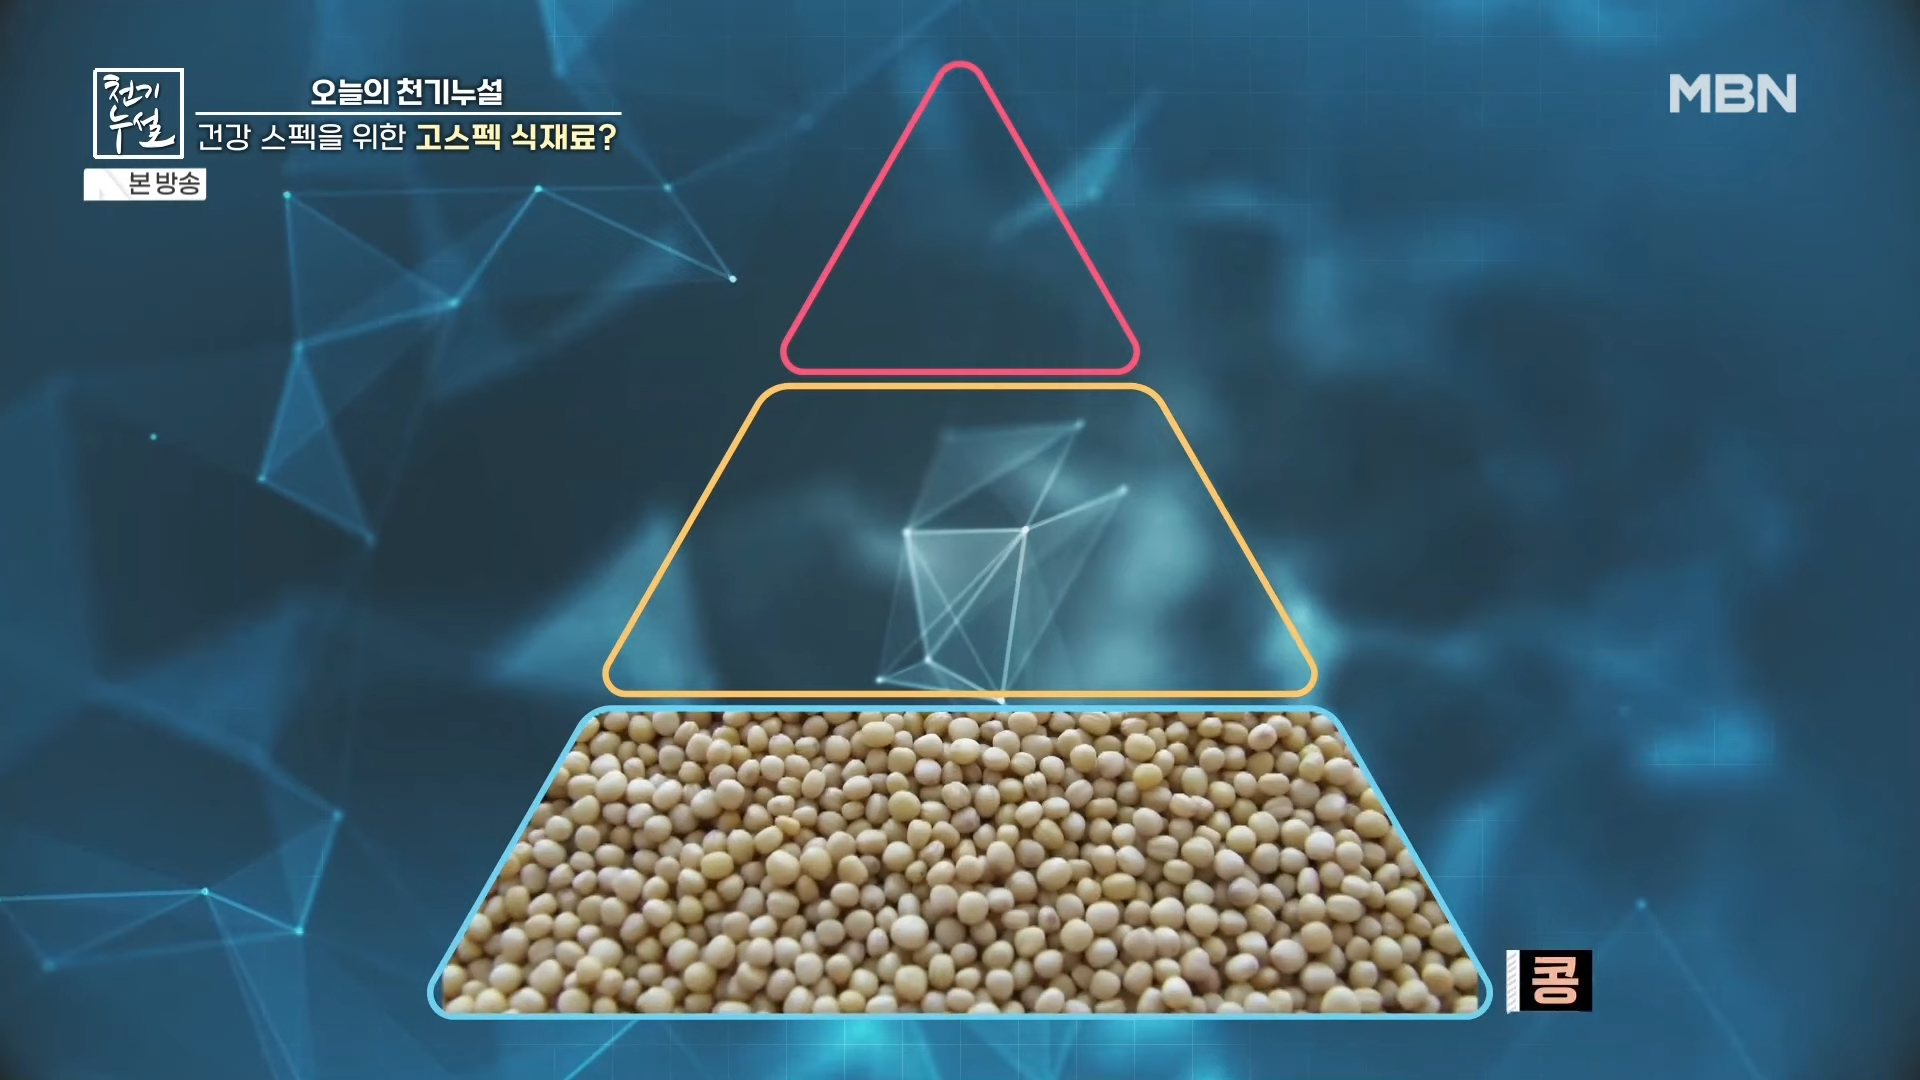 천기
누설
오늘의 천기누설
건강 스펙을 위한 고스펙 식재료?
본 방송
MBN
콩